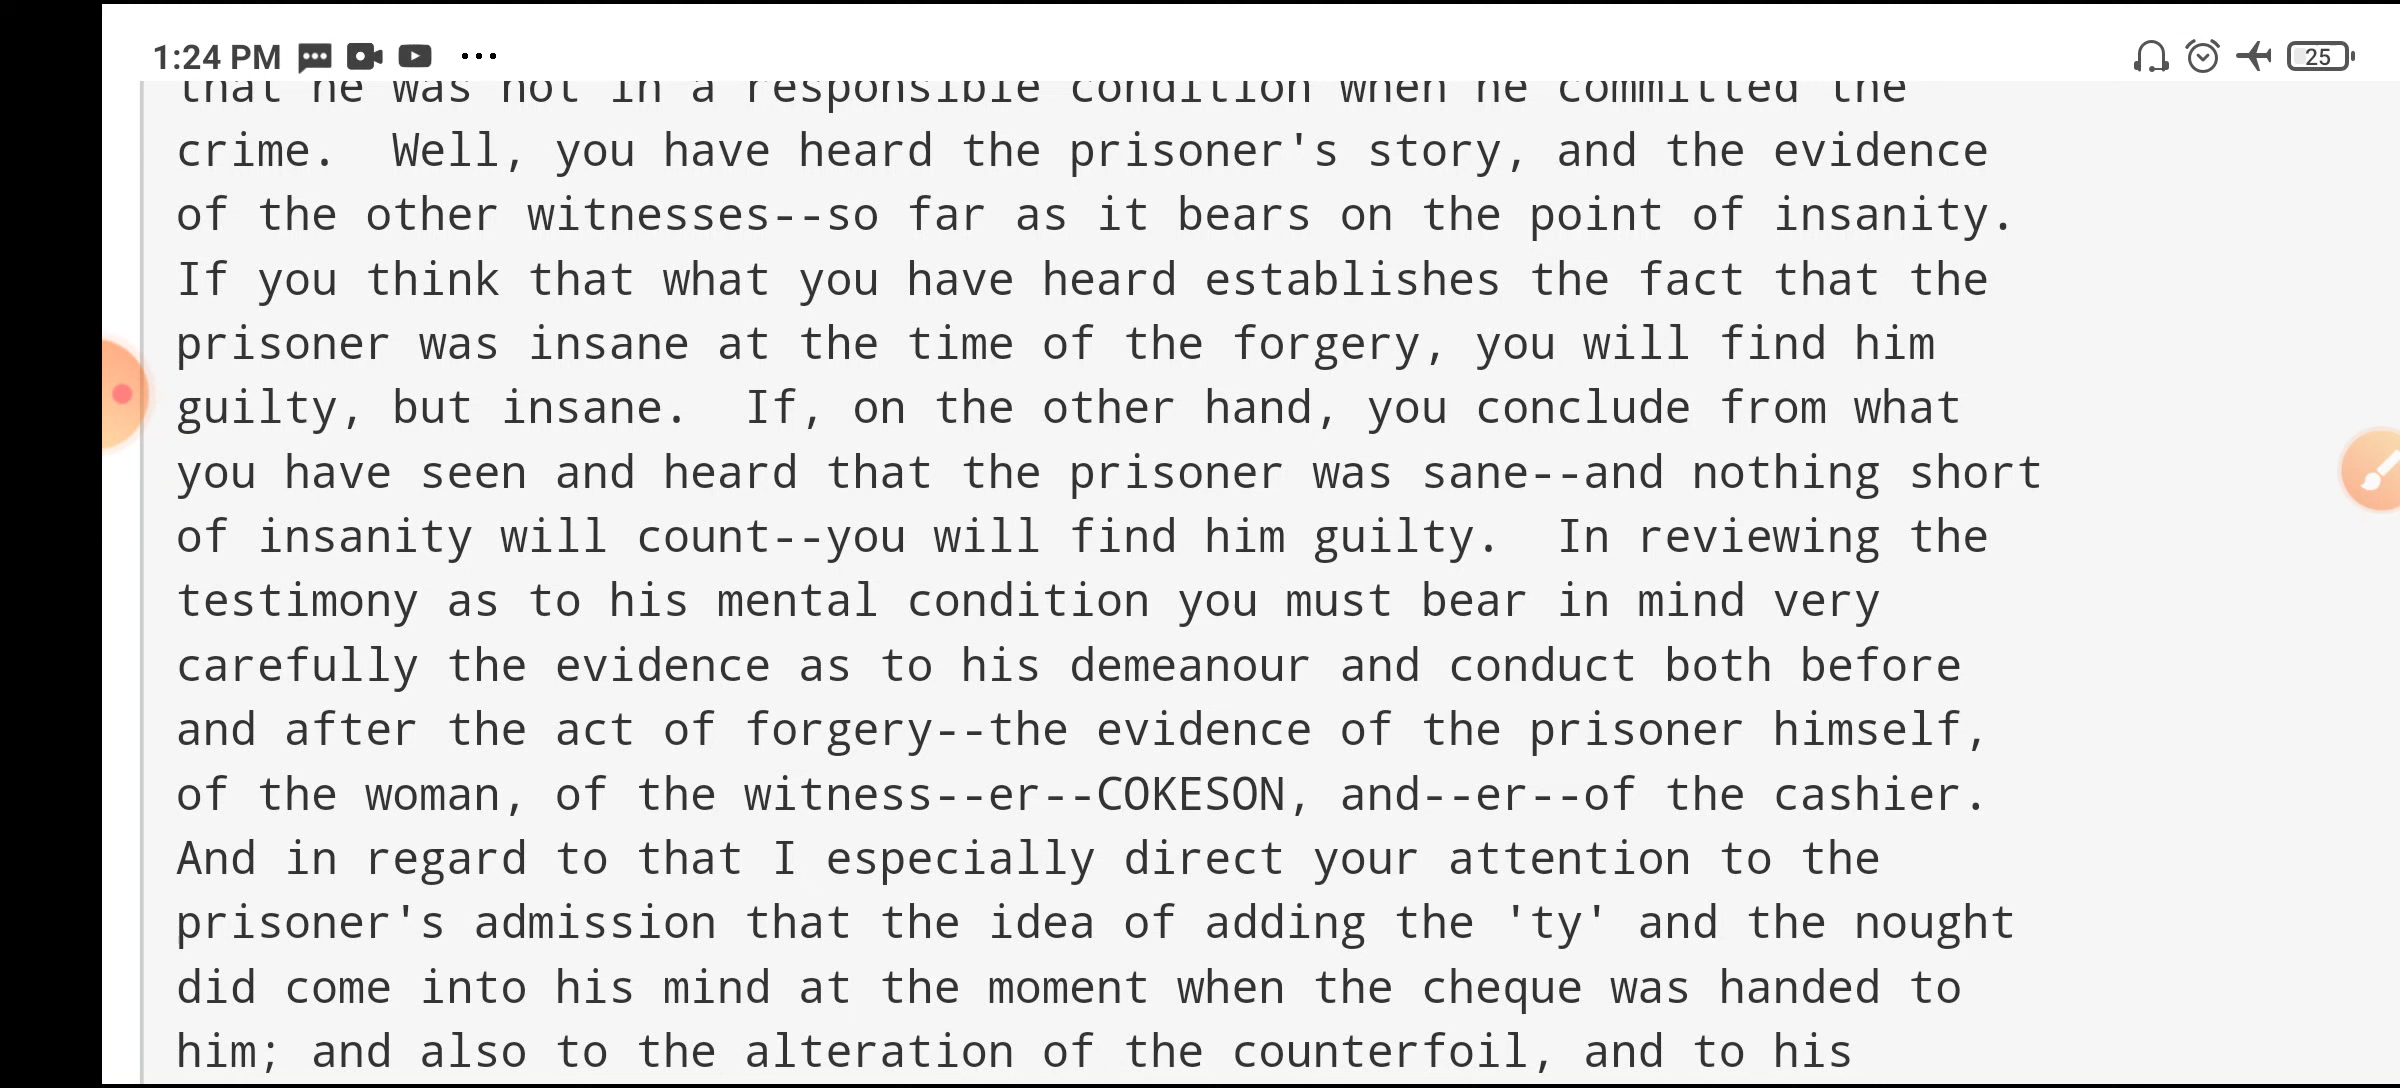 1:24 PM
25
that he was not in a responsible condition when he committed the
crime.  Well, you have heard the prisoner's story, and the evidence
of the other witnesses--so far as it bears on the point of insanity.
If you think that what you have heard establishes the fact that the
prisoner was insane at the time of the forgery, you will find him
guilty, but insane.  If, on the other hand, you conclude from what
you have seen and heard that the prisoner was sane--and nothing short
of insanity will count--you will find him guilty.  In reviewing the
testimony as to his mental condition you must bear in mind very
carefully the evidence as to his demeanour and conduct both before
and after the act of forgery--the evidence of the prisoner himself,
of the woman, of the witness--er--COKESON, and--er--of the cashier.
And in regard to that I especially direct your attention to the
prisoner's admission that the idea of adding the 'ty' and the nought
did come into his mind at the moment when the cheque was handed to
him; and also to the alteration of the counterfoil, and to his